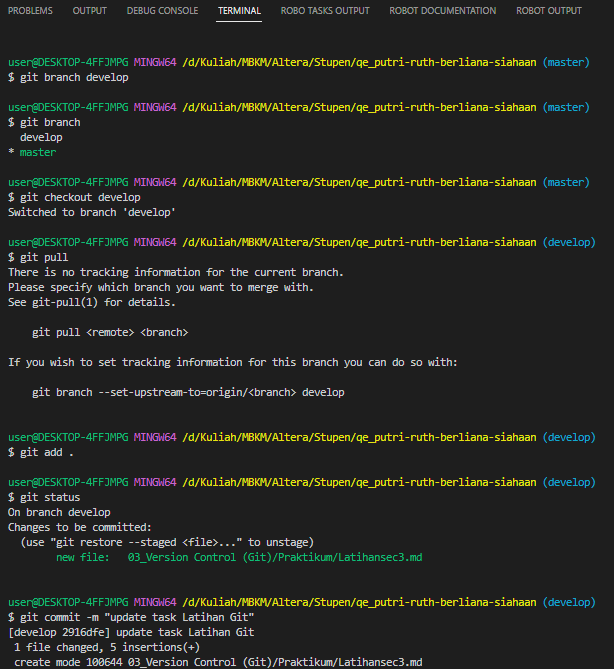 PROBLEMS OUTPUT DEBUG CONSOLE TERMINAL ROBO TASKS OUTPUT ROBOT DOCUMENTATION ROBOT OUTPUT
user@DESKTOP-4FFJMPG MINGW64 /d/Kuliah/MBKM/Altera/Stupen/qe_putri-ruth-berliana-siahaan (master)
$ git branch develop
user@DESKTOP-4FFJMPG MINGW64 /d/Kuliah/MBKM/Altera/Stupen/qe_putri-ruth-berliana-siahaan (master)
$ git branch
  develop
* master
user@DESKTOP-4FFJMPG MINGW64 /d/Kuliah/MBKM/Altera/Stupen/qe_putri-ruth-berliana-siahaan (master)
$ git checkout develop
Switched to branch 'develop'
user@DESKTOP-4FFJMPG MINGW64 /d/Kuliah/MBKM/Altera/Stupen/qe_putri-ruth-berliana-siahaan (develop)
$ git pull
There is no tracking information for the current branch.
Please specify which branch you want to merge with.
See git-pull(1) for details.
    git pull <remote> <branch>
If you wish to set tracking information for this branch you can do so with:
    git branch --set-upstream-to=origin/<branch> develop
user@DESKTOP-4FFJMPG MINGW64 /d/Kuliah/MBKM/Altera/Stupen/qe_putri-ruth-berliana-siahaan (develop)
$ git add .
user@DESKTOP-4FFJMPG MINGW64 /d/Kuliah/MBKM/Altera/Stupen/qe_putri-ruth-berliana-siahaan (develop)
$ git status
On branch develop
Changes to be committed:
  (use "git restore --staged <file>..." to unstage)
        new file:   03_Version Control (Git)/Praktikum/Latihansec3.md
user@DESKTOP-4FFJMPG MINGW64 /d/Kuliah/MBKM/Altera/Stupen/qe_putri-ruth-berliana-siahaan (develop)
$ git commit -m "update task Latihan Git"
[develop 2916dfe] update task Latihan Git
 1 file changed, 5 insertions(+)
 create mode 100644 03_Version Control (Git)/Praktikum/Latihansec3.md